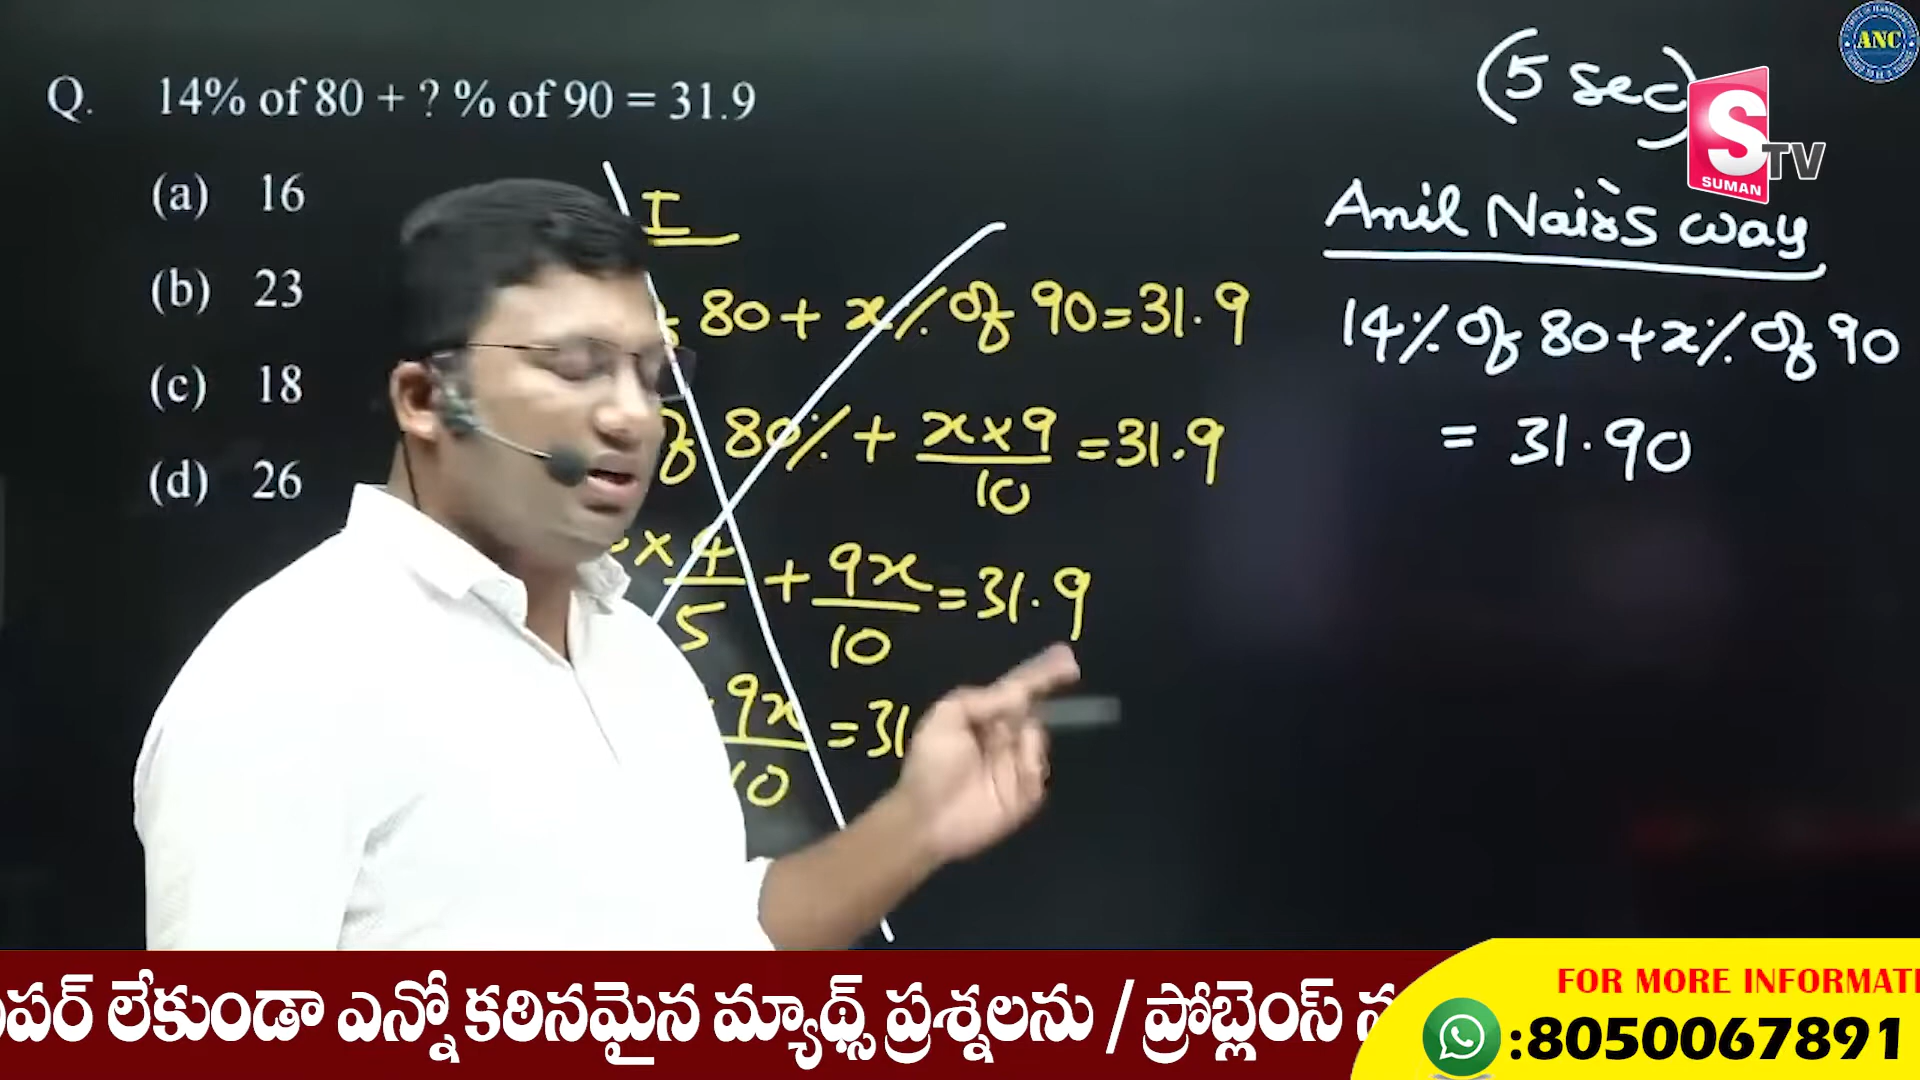 Q. 14% of 80 + ? % of 90 = 31.9
(a) 16
(b) 23
(c) 18
(d) 26
I
80 + x% of 90 = 31.9
80% + x×9/10 = 31.9
× 4/5 + 9x/10 = 31.9
9x/10 = 31
(5 sec)
Anil Nair's way
14% of 80 + x% of 90
= 31.90
ANC
S TV
SUMAN
లేకుండా ఎన్నో కఠినమైన మ్యాథ్స్ ప్రశ్నలను / ప్రోబ్లెంస్
FOR MORE INFORMATI
:8050067891